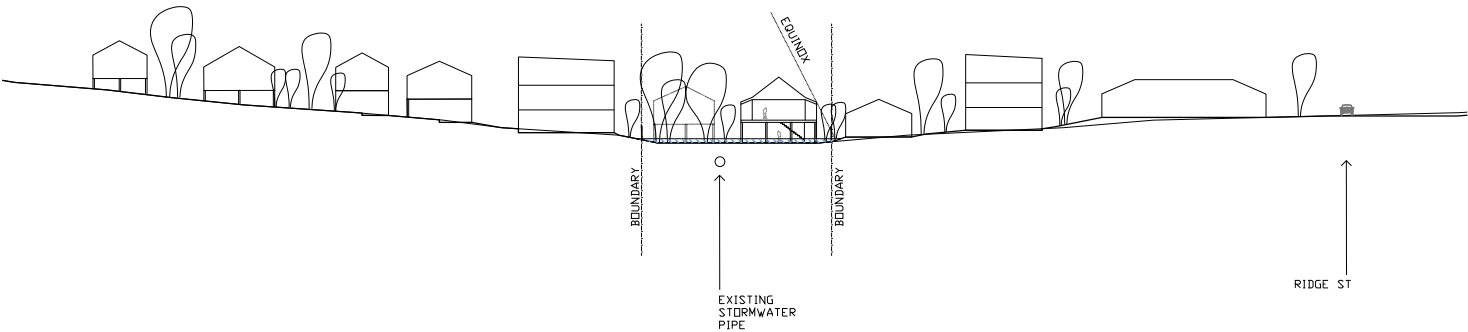 EQUINOX
BOUNDARY
BOUNDARY
EXISTING
STORMWATER
PIPE
RIDGE ST